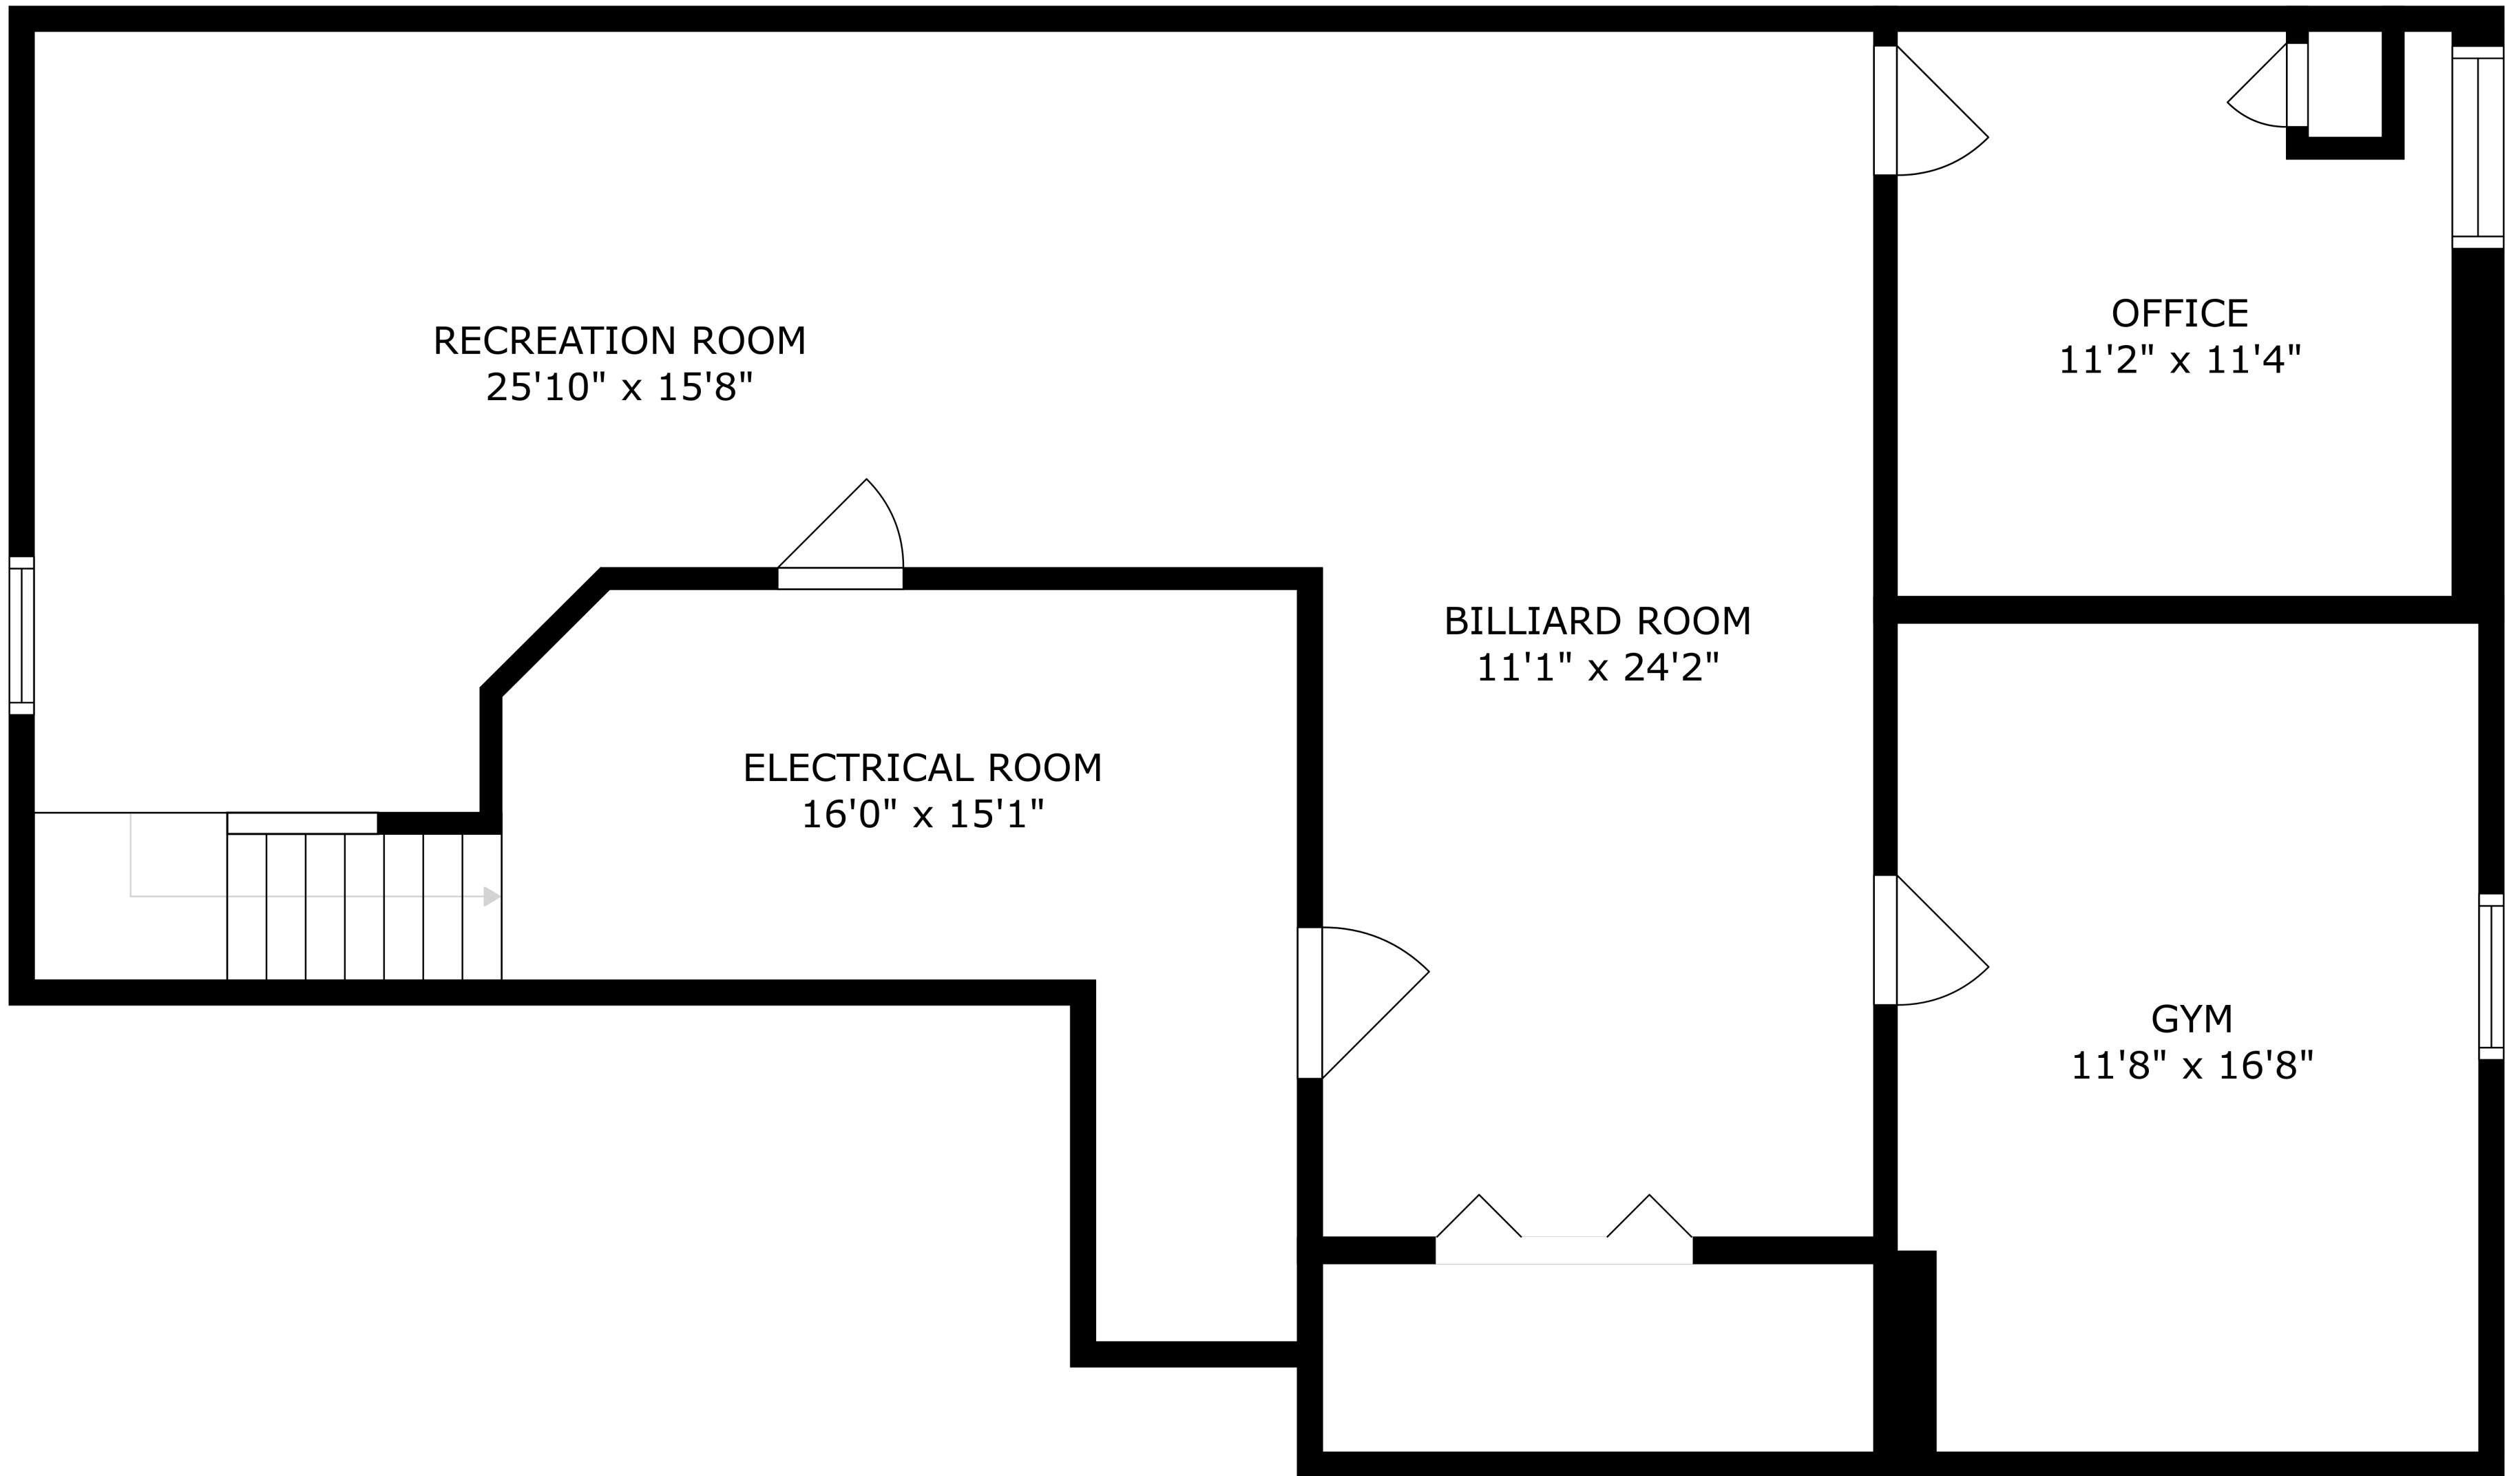 RECREATION ROOM
25'10" x 15'8"
OFFICE
11'2" x 11'4"
BILLIARD ROOM
11'1" x 24'2"
ELECTRICAL ROOM
16'0" x 15'1"
GYM
11'8" x 16'8"